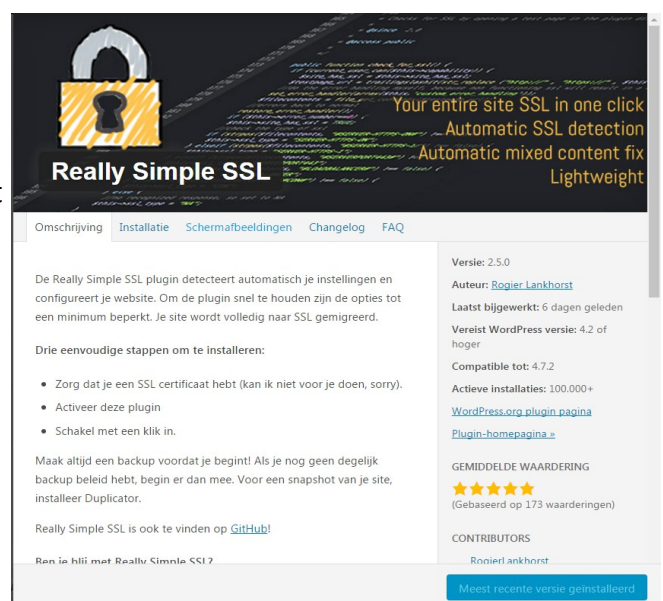 Your entire site SSL in one click
Automatic SSL detection
Automatic mixed content fix
Lightweight
Really Simple SSL
Omschrijving Installatie Schermafbeeldingen Changelog FAQ
De Really Simple SSL plugin detecteert automatisch je instellingen en
configureert je website. Om de plugin snel te houden zijn de opties tot
een minimum beperkt. Je site wordt volledig naar SSL gemigreerd.
Drie eenvoudige stappen om te installeren:
• Zorg dat je een SSL certificaat hebt (kan ik niet voor je doen, sorry).
• Activeer deze plugin
• Schakel met een klik in.
Maak altijd een backup voordat je begint! Als je nog geen degelijk
backup beleid hebt, begin er dan mee. Voor een snapshot van je site,
installeer Duplicator.
Really Simple SSL is ook te vinden op GitHub!
Ben je blij met Really Simple SSL?
Versie: 2.5.0
Auteur: Rogier Lankhorst
Laatst bijgewerkt: 6 dagen geleden
Vereist WordPress versie: 4.2 of
hoger
Compatible tot: 4.7.2
Actieve installaties: 100.000+
WordPress.org plugin pagina
Plugin-homepagina »
GEMIDDELDE WAARDERING
(Gebaseerd op 173 waarderingen)
CONTRIBUTORS
RogierLankhorst
Meest recente versie geïnstalleerd